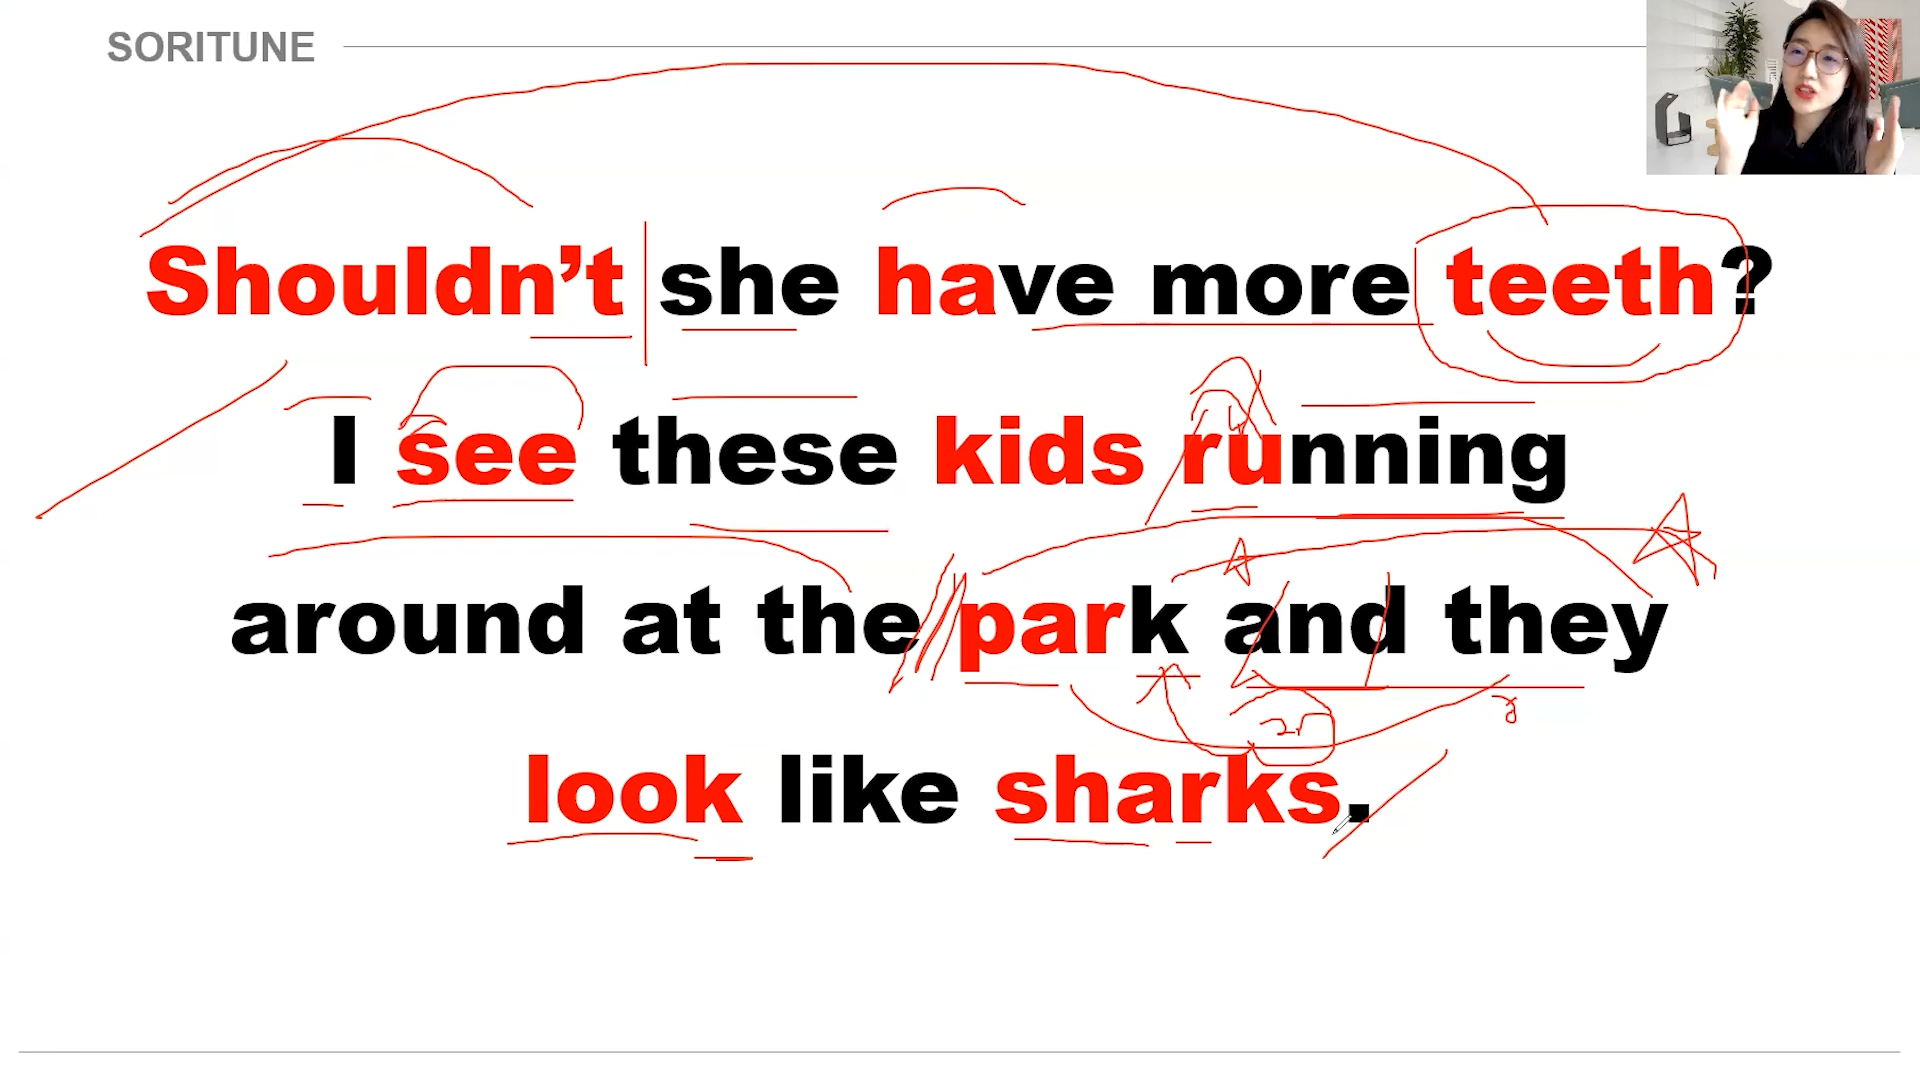 SORITUNE
Shouldn't she have more teeth?
I see these kids running
around at the park and they
look like sharks.